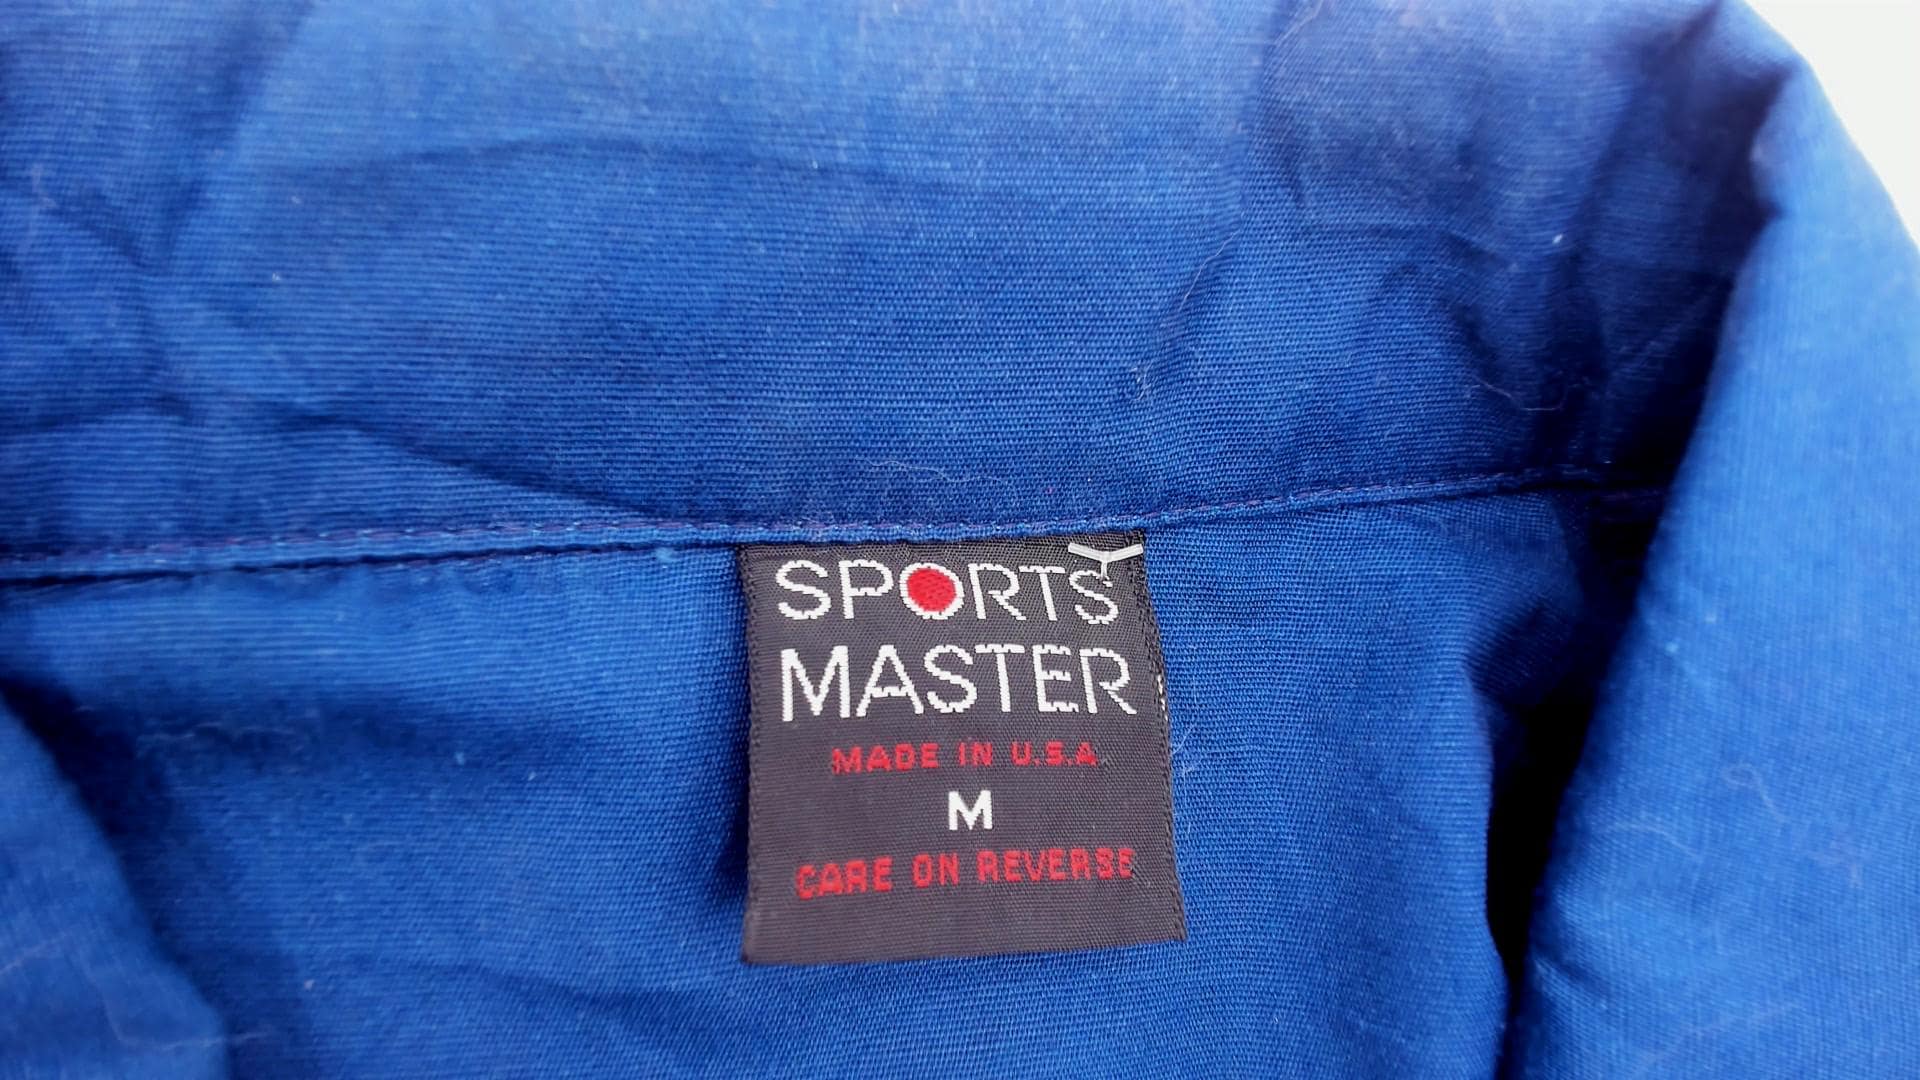 SPORTS
MASTER
MADE IN U.S.A
M
CARE ON REVERSE